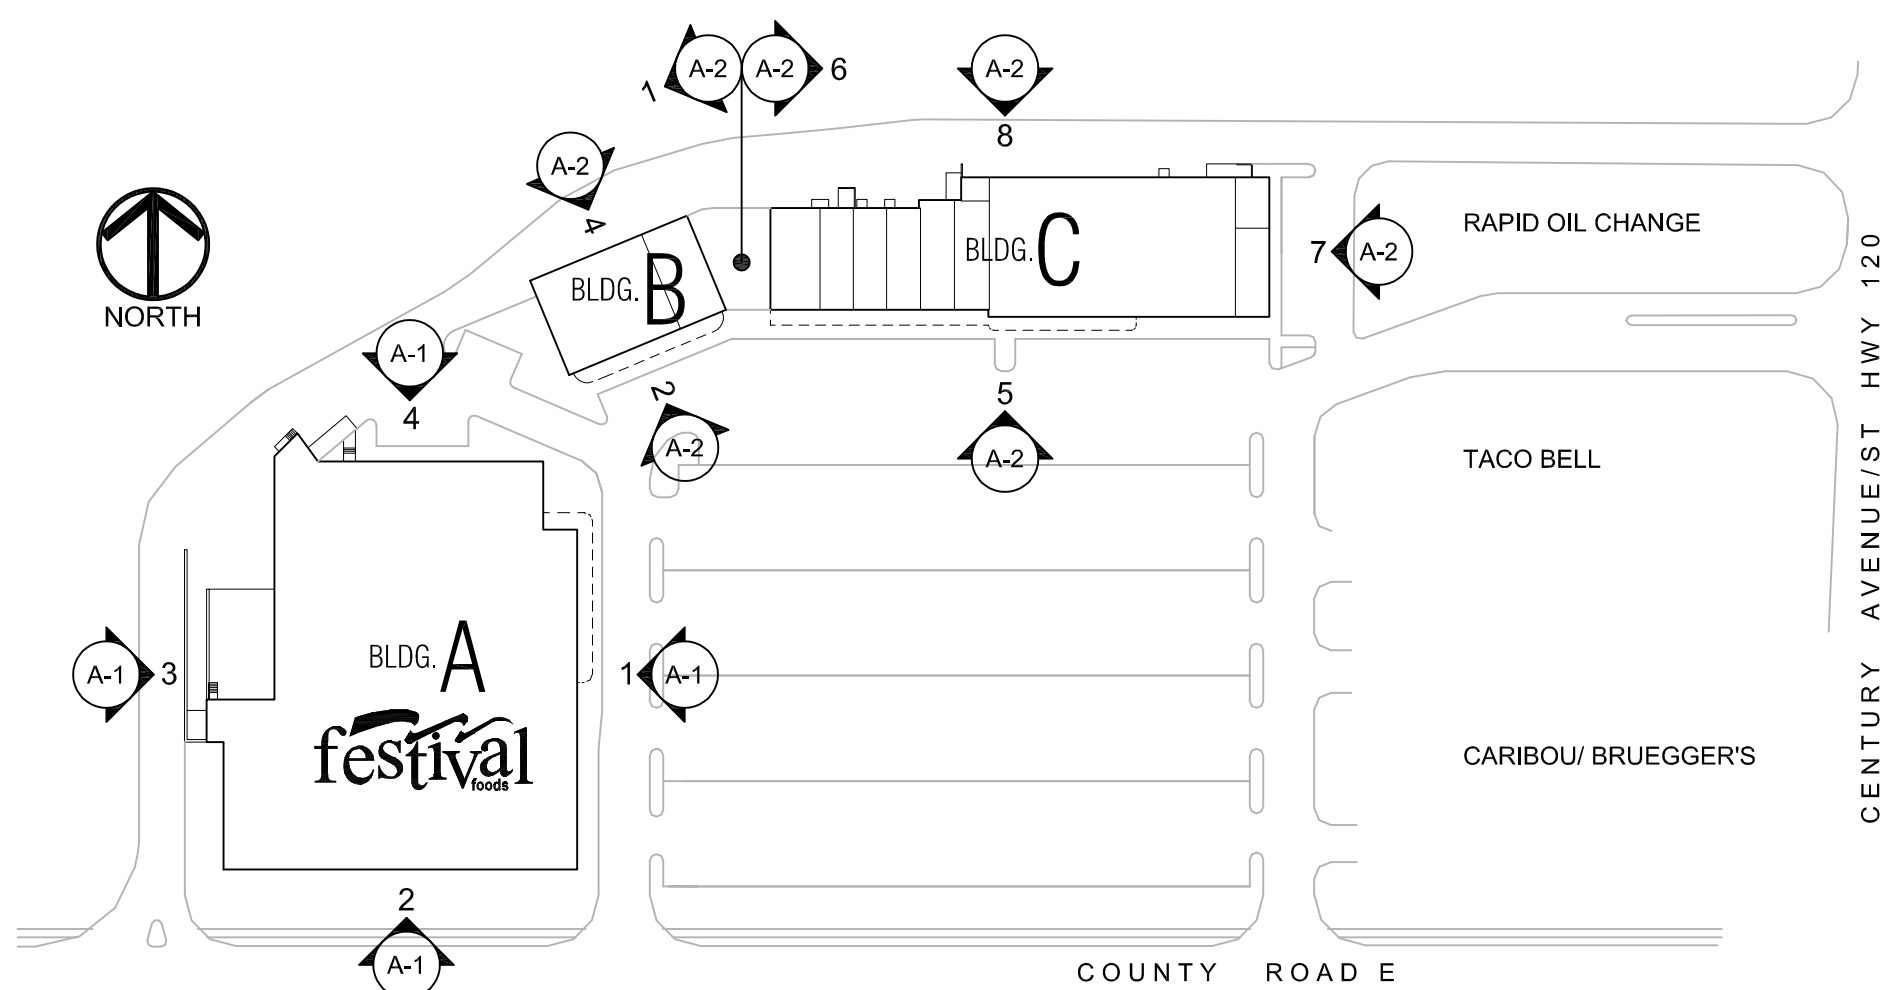 A-2
A-2
6
1
A-2
8
A-2
4
NORTH
BLDG. B
BLDG. C
7
A-2
RAPID OIL CHANGE
CENTURY AVENUE/ST HWY 120
A-1
4
2
A-2
5
A-2
TACO BELL
A-1
3
BLDG. A
festival
foods
1
A-1
CARIBOU/ BRUEGGER'S
2
A-1
COUNTY ROAD E